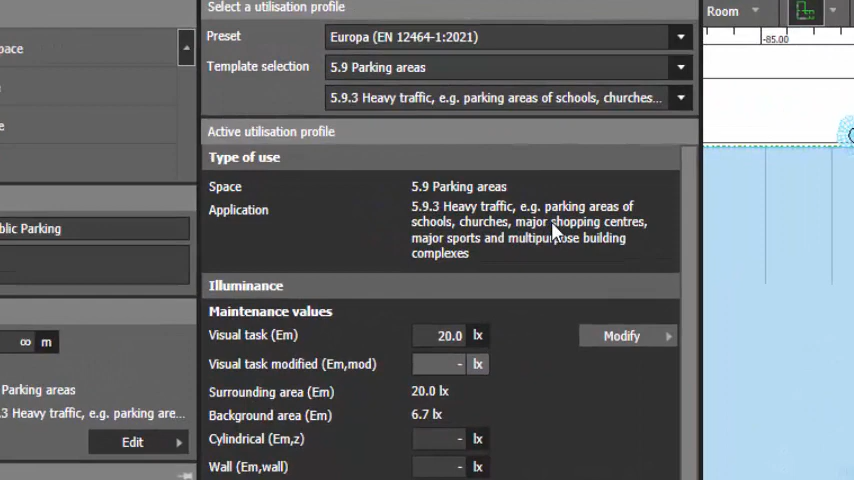 Select a utilisation profile
Room
Preset
Europa (EN 12464-1:2021)
-85.00
pace
Template selection
5.9 Parking areas
5.9.3 Heavy traffic, e.g. parking areas of schools, churches...
e
Active utilisation profile
Type of use
Space
5.9 Parking areas
Application
5.9.3 Heavy traffic, e.g. parking areas of
schools, churches, major shopping centres,
major sports and multipurpose building
complexes
blic Parking
Illuminance
Maintenance values
Visual task (Em)
20.0 lx
Modify
∞ m
Visual task modified (Em,mod)
- lx
Parking areas
Surrounding area (Em)
20.0 lx
.3 Heavy traffic, e.g. parking are...
Background area (Em)
6.7 lx
Edit
Cylindrical (Em,z)
- lx
Wall (Em,wall)
- lx